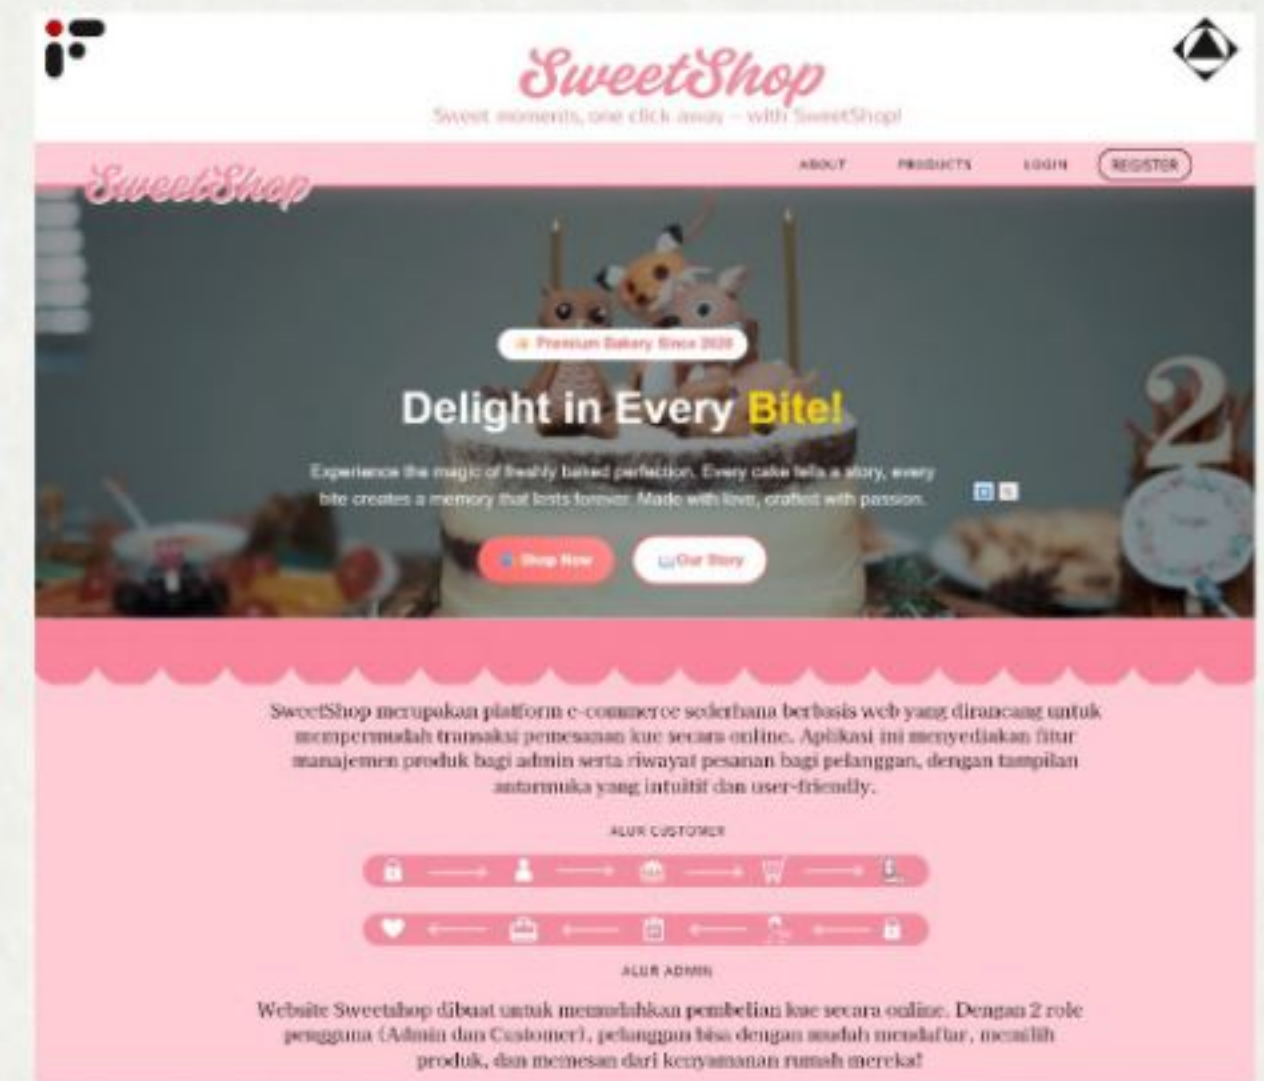 SweetShop
Sweet moments, one click away - with SweetShop!
SweetShop
ABOUT PRODUCTS LOGIN REGISTER
Premium Bakery Since 2020
Delight in Every Bite!
Experience the magic of freshly baked perfection. Every cake tells a story, every
bite creates a memory that lasts forever. Made with love, crafted with passion.
2
Shop Now Our Story
SweetShop merupakan platform e-commerce sederhana berbasis web yang dirancang untuk
mempermudah transaksi pemesanan kue secara online. Aplikasi ini menyediakan fitur
manajemen produk bagi admin serta riwayat pesanan bagi pelanggan, dengan tampilan
antarmuka yang intuitif dan user-friendly.
ALUR CUSTOMER
ALUR ADMIN
Website Sweetshop dibuat untuk memudahkan pembelian kue secara online. Dengan 2 role
pengguna (Admin dan Customer), pelanggan bisa dengan mudah mendaftar, memilih
produk, dan memesan dari kenyamanan rumah mereka!